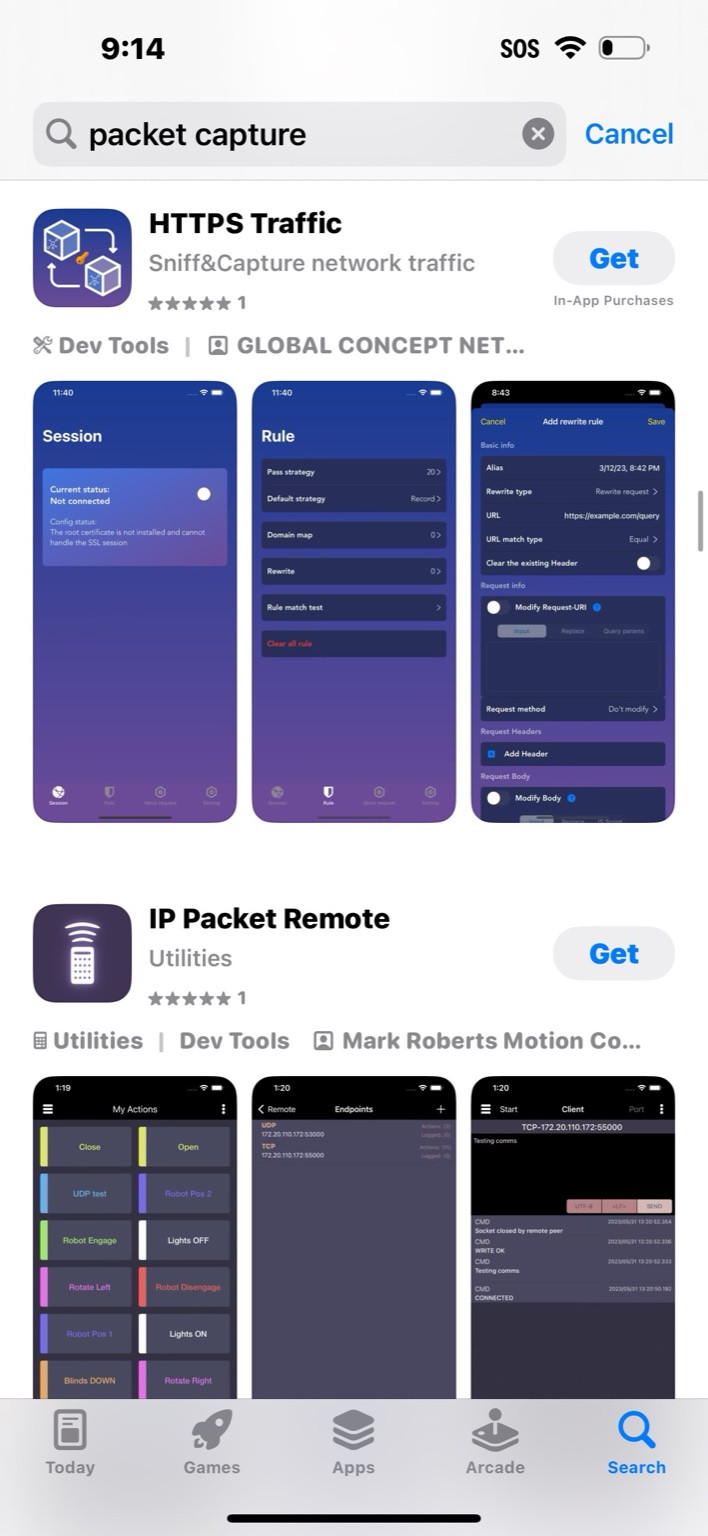 9:14
SOS
packet capture
Cancel
HTTPS Traffic
Sniff&Capture network traffic
Get
★★★★★ 1
In-App Purchases
Dev Tools | GLOBAL CONCEPT NET...
11:40
Session
Current status:
Not connected
Config status:
The root certificate is not installed and cannot
handle the SSL session
Session
Rule
Setting
11:40
Rule
Pass strategy 20 >
Default strategy Record >
Domain map 0 >
Rewrite 0 >
Rule match test >
Clear all rule
Rule
8:43
Cancel Add rewrite rule Save
Basic info
Alias 3/12/23, 8:42 PM
Rewrite type Rewrite request >
URL https://example.com/query
URL match type Equal >
Clear the existing Header
Request info
Modify Request-URI ?
Input Replace Query params
Request method Do't modify >
Request Headers
Add Header
Request Body
Modify Body ?
IP Packet Remote
Utilities
Get
★★★★★ 1
Utilities | Dev Tools Mark Roberts Motion Co...
1:19
My Actions
Close Open
UDP test Robot Pos 2
Robot Engage Lights OFF
Rotate Left Robot Disengage
Robot Pos 1 Lights ON
Blinds DOWN Rotate Right
1:20
Remote Endpoints +
UDP
172.20.110.172:53000
TCP
172.20.110.172:55000
1:20
Start Client Port
TCP-172.20.110.172:55000
Testing comms
UTF-8 <LF> SEND
CMD
Socket closed by remote peer
CMD
WRITE OK
CMD
Testing comms
CMD
CONNECTED
Today Games Apps Arcade Search